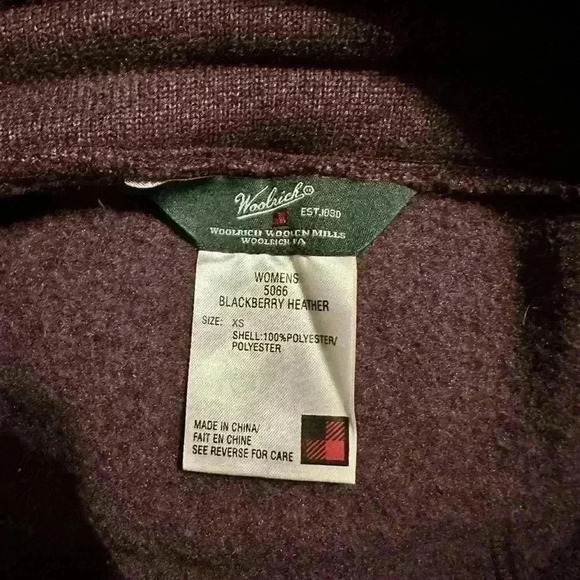 Woolrich®
EST.1830
WOOLRICH WOOLEN MILLS
WOOLRICH, PA
WOMENS
5066
BLACKBERRY HEATHER
SIZE: XS
SHELL:100%POLYESTER/
POLYESTER
MADE IN CHINA/
FAIT EN CHINE
SEE REVERSE FOR CARE